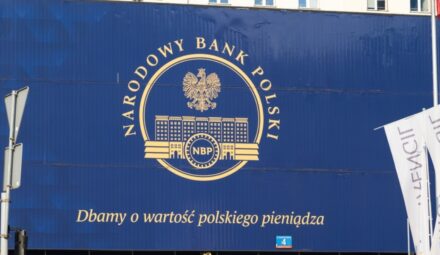 NARODOWY BANK POLSKI
NBP
Dbamy o wartość polskiego pieniądza
4